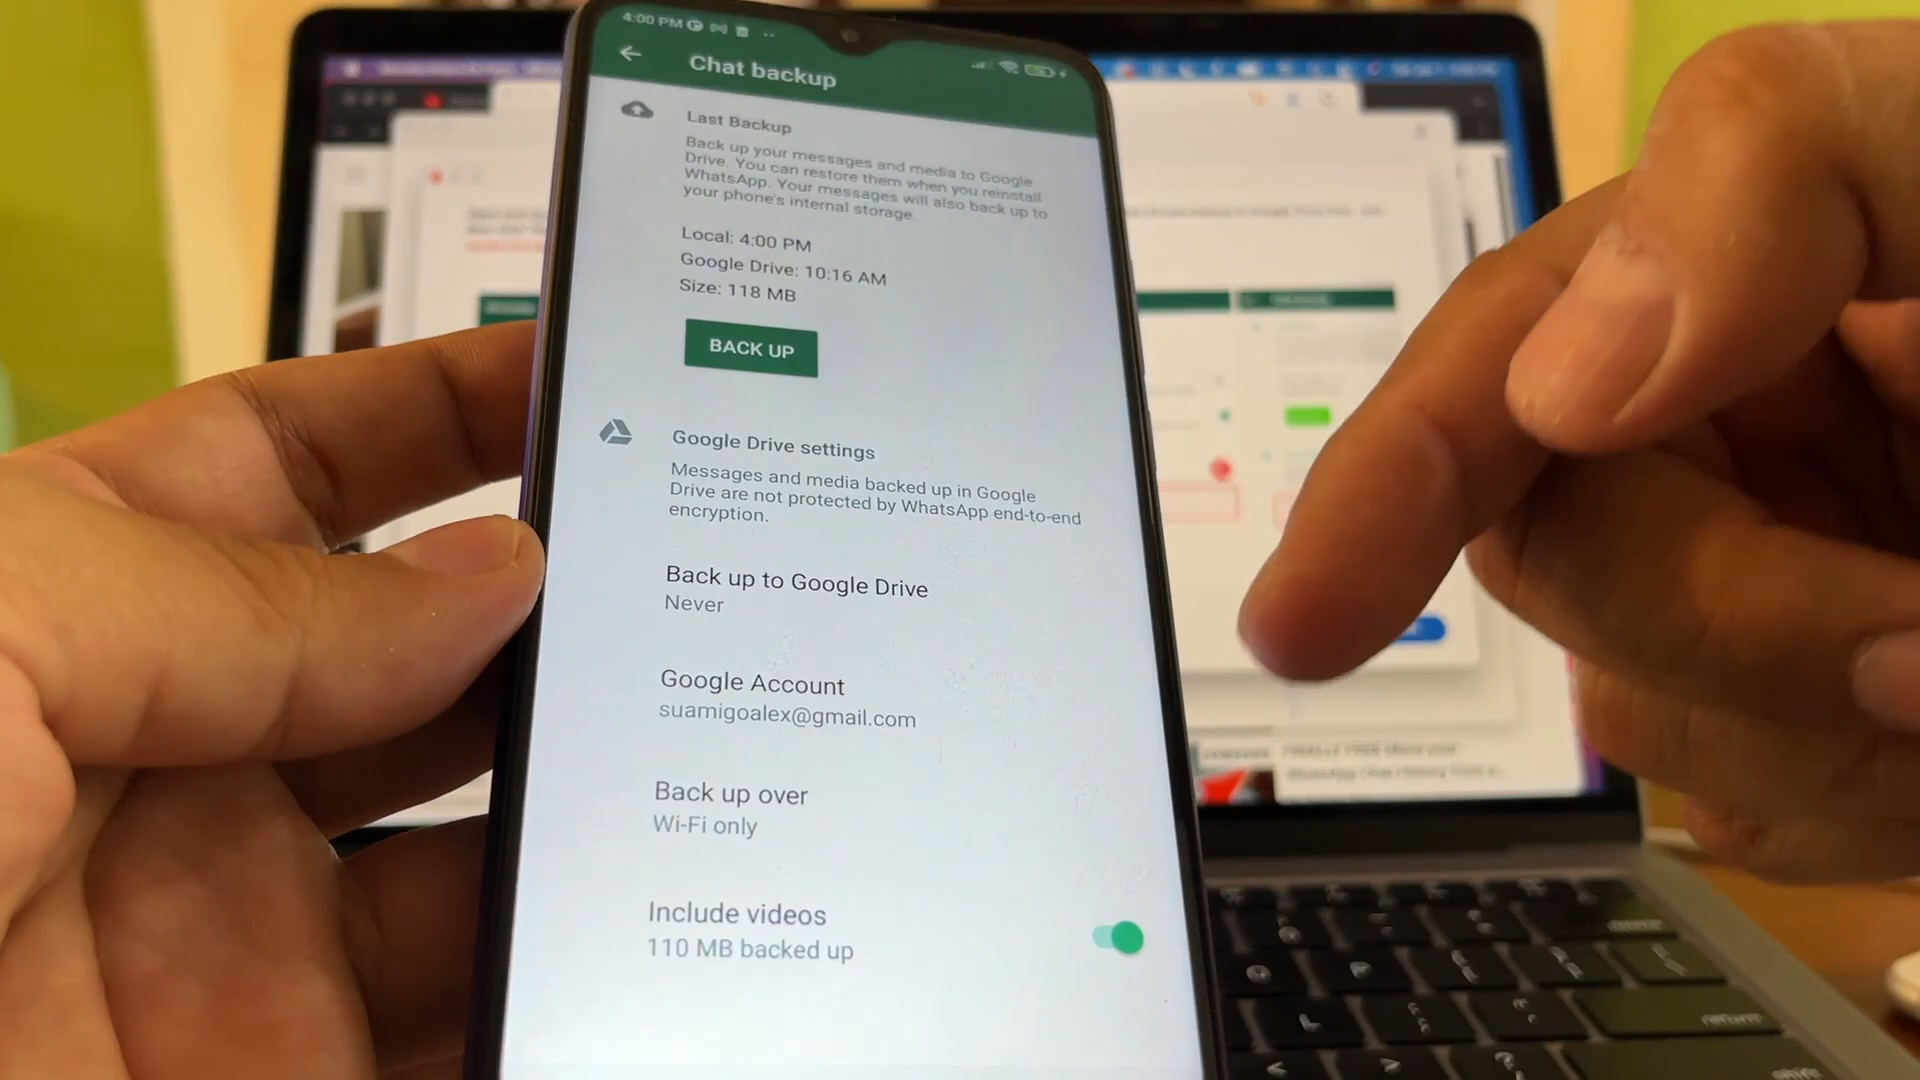 4:00 PM
Chat backup
Last Backup
Back up your messages and media to Google
Drive. You can restore them when you reinstall
WhatsApp. Your messages will also back up to
your phone's internal storage.
Local: 4:00 PM
Google Drive: 10:16 AM
Size: 118 MB
BACK UP
Google Drive settings
Messages and media backed up in Google
Drive are not protected by WhatsApp end-to-end
encryption.
Back up to Google Drive
Never
Google Account
suamigoalex@gmail.com
Back up over
Wi-Fi only
Include videos
110 MB backed up
return